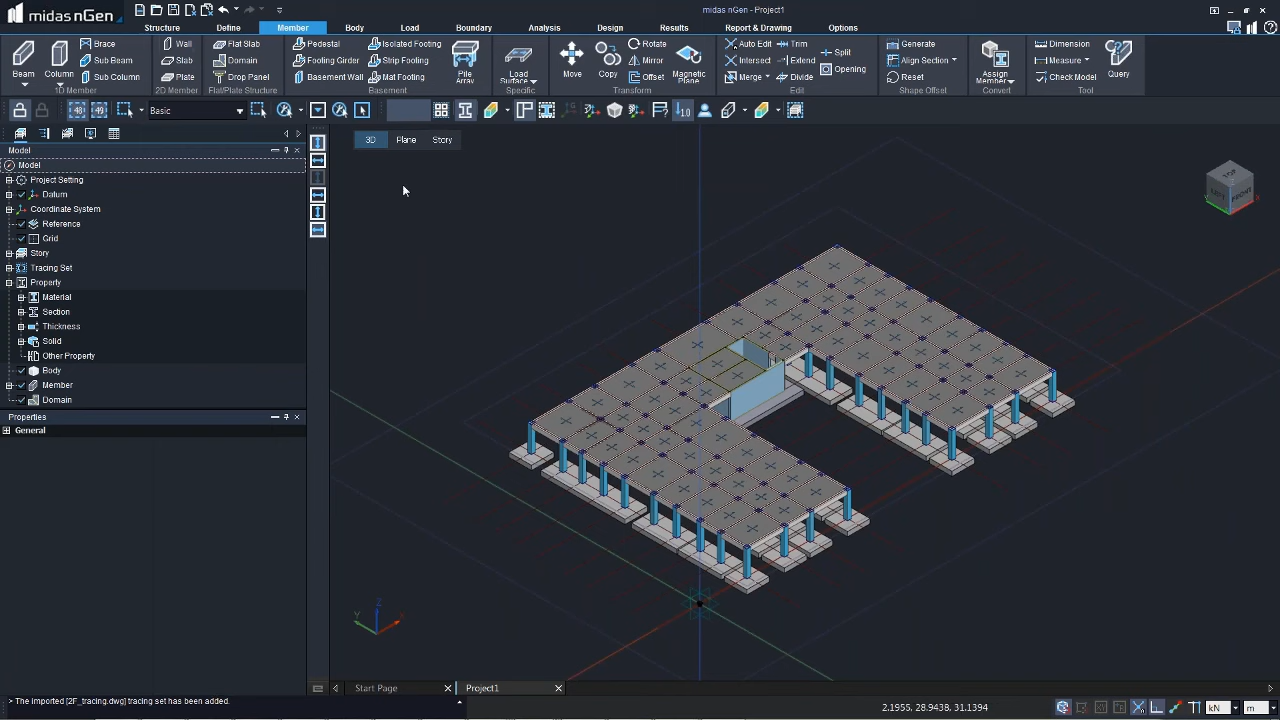 midas nGen
midas nGen - Project1
Structure Define Member Body Load Boundary Analysis Design Results Report & Drawing Options
Beam
Column
Brace
Sub Beam
Sub Column
1D Member
Wall
Slab
Plate
2D Member
Flat Slab
Domain
Drop Panel
Flat/Plate Structure
Pedestal
Footing Girder
Basement Wall
Isolated Footing
Strip Footing
Mat Footing
Basement/Foundation
Pile Array
Load Surface
Specific
Move
Copy
Rotate
Mirror
Offset
Magnetic Plane
Transform
Auto Edit
Intersect
Merge
Trim
Extend
Divide
Split
Opening
Edit
Generate
Align Section
Reset
Shape Offset
Assign Member
Convert
Dimension
Measure
Check Model
Query
Tool
Basic
Model
3D Plane Story
Model
Project Setting
Datum
Coordinate System
Reference
Grid
Story
Tracing Set
Property
Material
Section
Thickness
Solid
Other Property
Body
Member
Domain
Properties
General
TOP
LEFT
FRONT
Z
Y
X
Start Page
Project1
> The imported [2F_tracing.dwg] tracing set has been added.
2.1955, 28.9438, 31.1394
kN
m